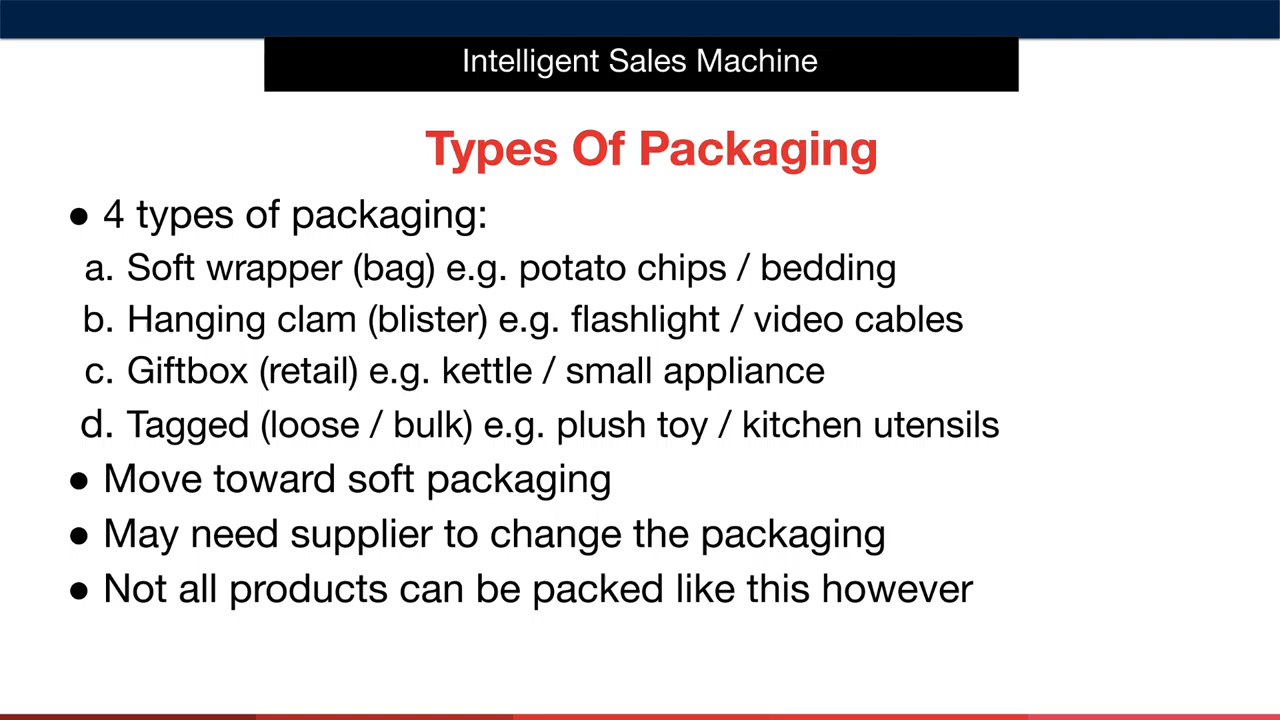 Intelligent Sales Machine
Types Of Packaging
● 4 types of packaging:
a. Soft wrapper (bag) e.g. potato chips / bedding
b. Hanging clam (blister) e.g. flashlight / video cables
c. Giftbox (retail) e.g. kettle / small appliance
d. Tagged (loose / bulk) e.g. plush toy / kitchen utensils
● Move toward soft packaging
● May need supplier to change the packaging
● Not all products can be packed like this however